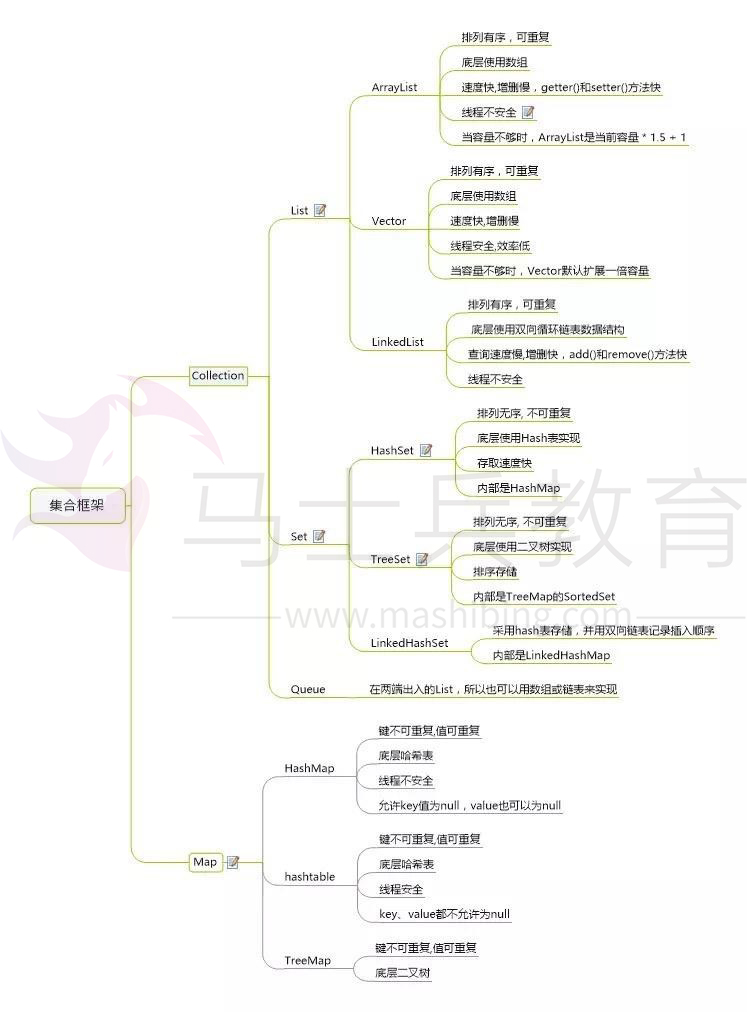 集合框架
Collection
List
ArrayList
排列有序，可重复
底层使用数组
速度快,增删慢，getter()和setter()方法快
线程不安全
当容量不够时，ArrayList是当前容量 * 1.5 + 1
Vector
排列有序，可重复
底层使用数组
速度快,增删慢
线程安全,效率低
当容量不够时，Vector默认扩展一倍容量
LinkedList
排列有序，可重复
底层使用双向循环链表数据结构
查询速度慢,增删快，add()和remove()方法快
线程不安全
Set
HashSet
排列无序, 不可重复
底层使用Hash表实现
存取速度快
内部是HashMap
TreeSet
排列无序, 不可重复
底层使用二叉树实现
排序存储
内部是TreeMap的SortedSet
LinkedHashSet
采用hash表存储，并用双向链表记录插入顺序
内部是LinkedHashMap
Queue
在两端出入的List，所以也可以用数组或链表来实现
Map
HashMap
键不可重复,值可重复
底层哈希表
线程不安全
允许key值为null，value也可以为null
hashtable
键不可重复,值可重复
底层哈希表
线程安全
key、value都不允许为null
TreeMap
键不可重复,值可重复
底层二叉树
马士兵教育
www.mashibing.com